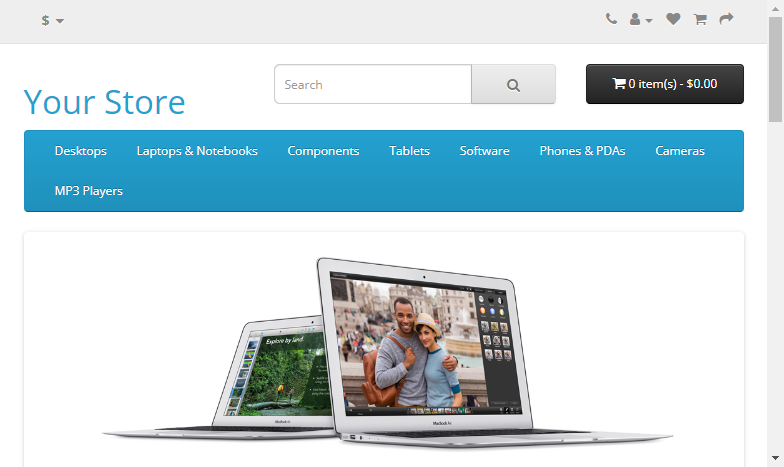 $
Your Store
Search
0 item(s) - $0.00
Desktops
Laptops & Notebooks
Components
Tablets
Software
Phones & PDAs
Cameras
MP3 Players
Explore by land.
MacBook Air
MacBook Air